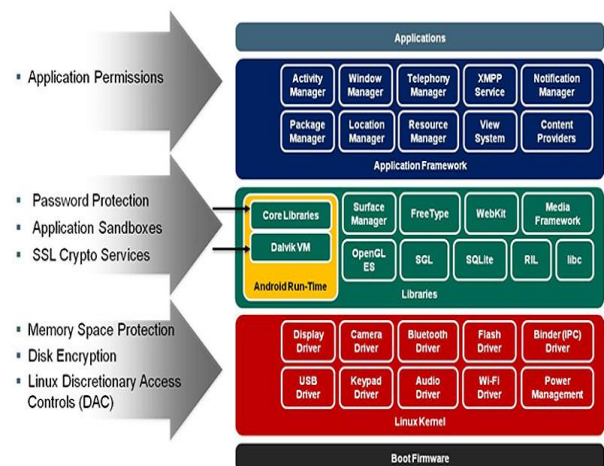 Applications
▪ Application Permissions
Activity Manager
Window Manager
Telephony Manager
XMPP Service
Notification Manager
Package Manager
Location Manager
Resource Manager
View System
Content Providers
Application Framework
▪ Password Protection
▪ Application Sandboxes
▪ SSL Crypto Services
Core Libraries
Dalvik VM
Android Run-Time
Surface Manager
FreeType
WebKit
Media Framework
OpenGL ES
SGL
SQLite
RIL
libc
Libraries
▪ Memory Space Protection
▪ Disk Encryption
▪ Linux Discretionary Access
Controls (DAC)
Display Driver
Camera Driver
Bluetooth Driver
Flash Driver
Binder (IPC) Driver
USB Driver
Keypad Driver
Audio Driver
Wi-Fi Driver
Power Management
Linux Kernel
Boot Firmware